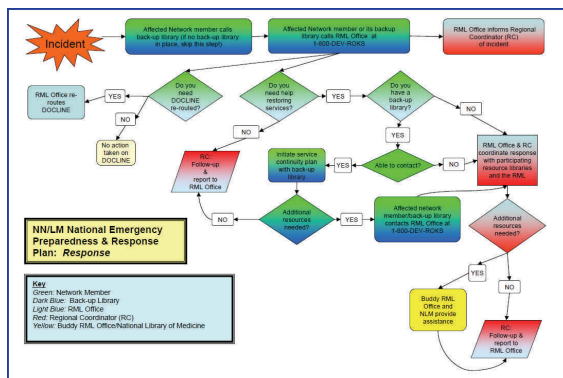 Incident
Affected Network member calls
back-up library (if no back-up library
in place, skip this step!)
Affected Network member or its backup
library calls RML Office at
1-800-DEV-ROKS
RML Office informs Regional
Coordinator (RC)
of incident
RML Office re-
routes
DOCLINE
YES
Do you
need
DOCLINE
re-routed?
NO
No action
taken on
DOCLINE
Do you
need help
restoring
services?
YES
NO
Do you
have a
back-up
library?
NO
YES
RC:
Follow-up
&
report to
RML Office
Initiate service
continuity plan
with back-up
library
YES
Able to contact?
NO
RML Office & RC
coordinate response
with participating
resource libraries
and the RML
NO
Additional
resources
needed?
YES
Affected network
member/back-up library
contacts RML Office at
1-800-DEV-ROKS
Additional
resources
needed?
YES
NO
Buddy RML
Office and
NLM provide
assistance
RC:
Follow-up &
report to
RML Office
NN/LM National Emergency
Preparedness & Response
Plan: Response
Key
Green: Network Member
Dark Blue: Back-up Library
Light Blue: RML Office
Red: Regional Coordinator (RC)
Yellow: Buddy RML Office/National Library of Medicine